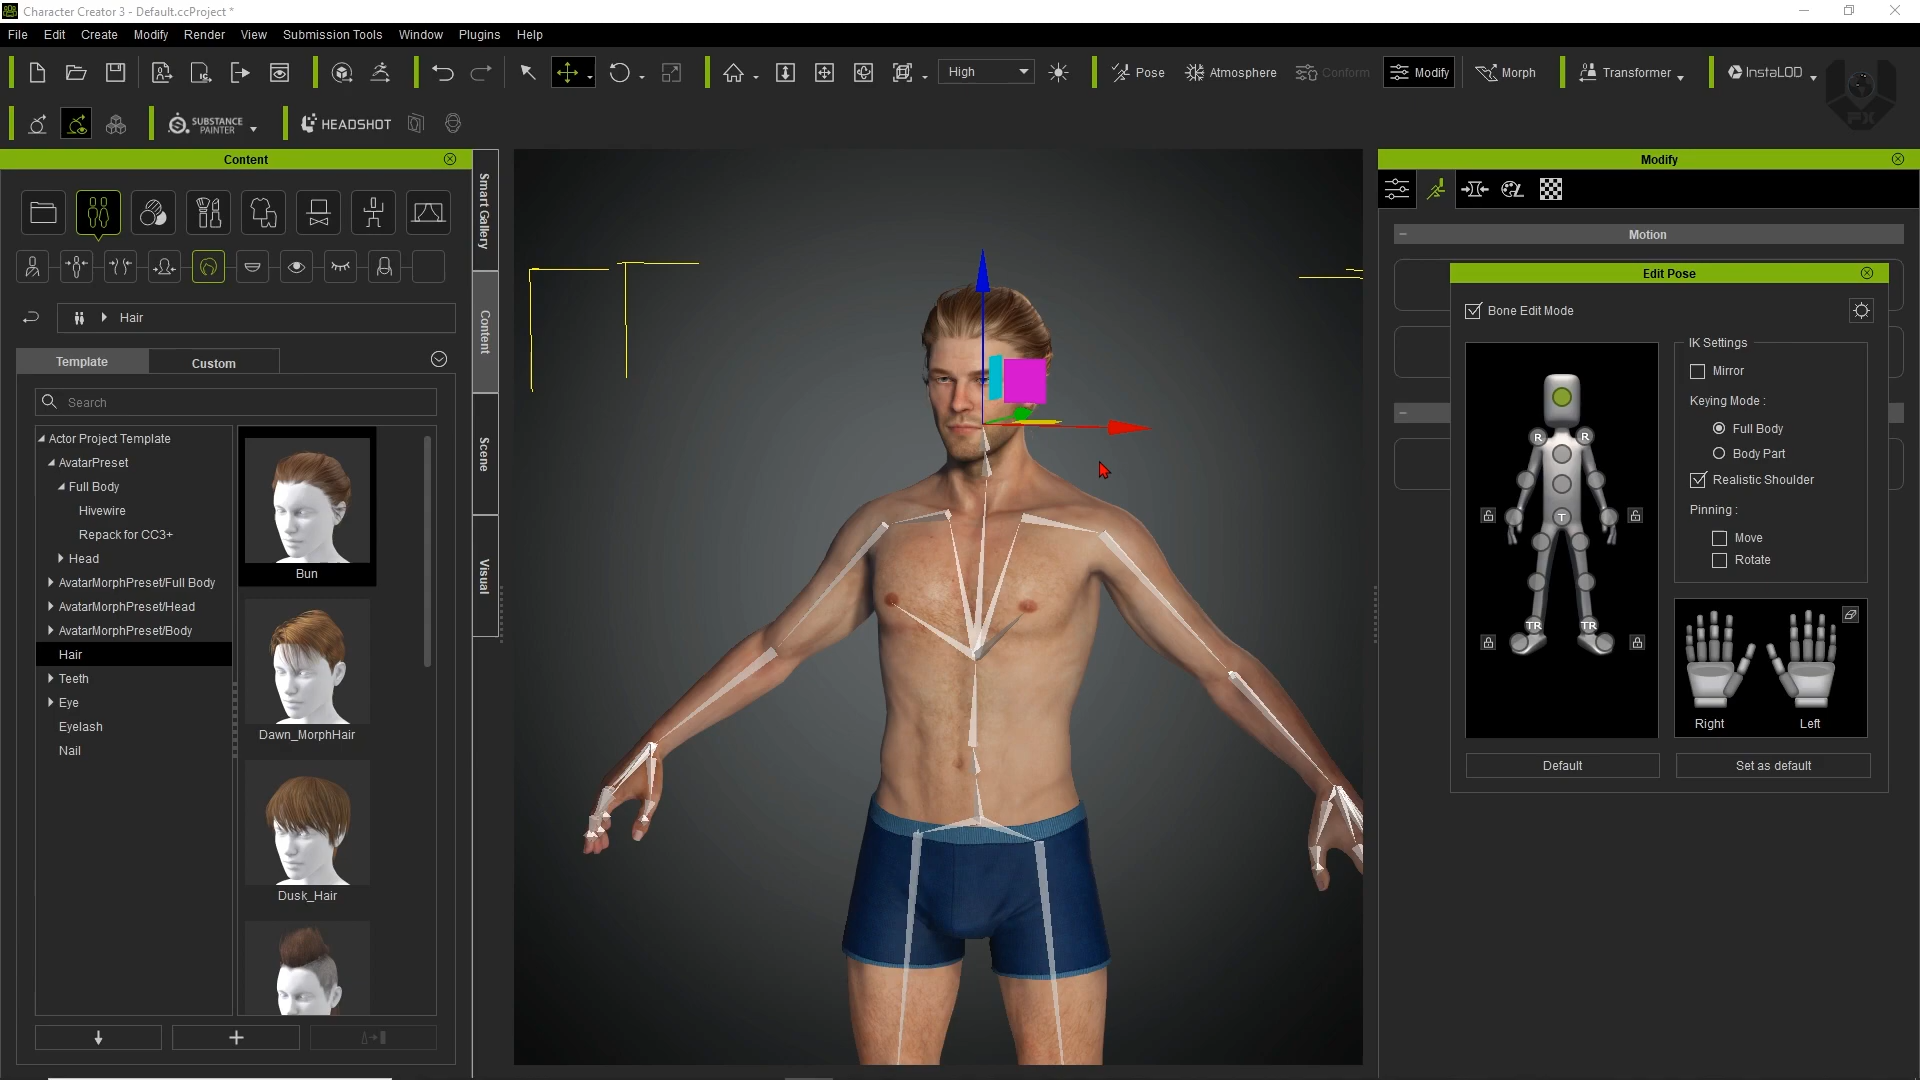 Character Creator 3 - Default.ccProject *
File Edit Create Modify Render View Submission Tools Window Plugins Help
High Pose Atmosphere Conform Modify Morph Transformer InstaLOD
SUBSTANCE
PAINTER
HEADSHOT
FX
Content
Smart Gallery
Content
Scene
Visual
Hair
Template Custom
Search
Actor Project Template
AvatarPreset
Full Body
Hivewire
Repack for CC3+
Head
AvatarMorphPreset/Full Body
AvatarMorphPreset/Head
AvatarMorphPreset/Body
Hair
Teeth
Eye
Eyelash
Nail
Bun
Dawn_MorphHair
Dusk_Hair
Modify
Motion
Edit Pose
Bone Edit Mode
IK Settings
Mirror
Keying Mode :
Full Body
Body Part
Realistic Shoulder
Pinning :
Move
Rotate
R R
T
TR TR
Right Left
Default Set as default